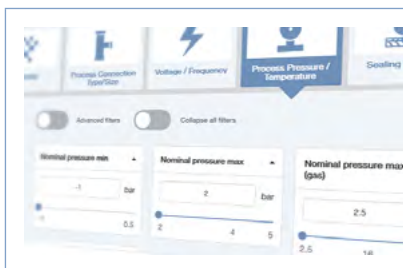 Process Connection
Type/Size
Voltage / Frequency
Process Pressure /
Temperature
Sealing
Advanced filters
Collapse all filters
Nominal pressure min
Nominal pressure max
Nominal pressure max
(gas)
-1 bar
2 bar
2.5
-1 0.5
2 4 5
2.5 16